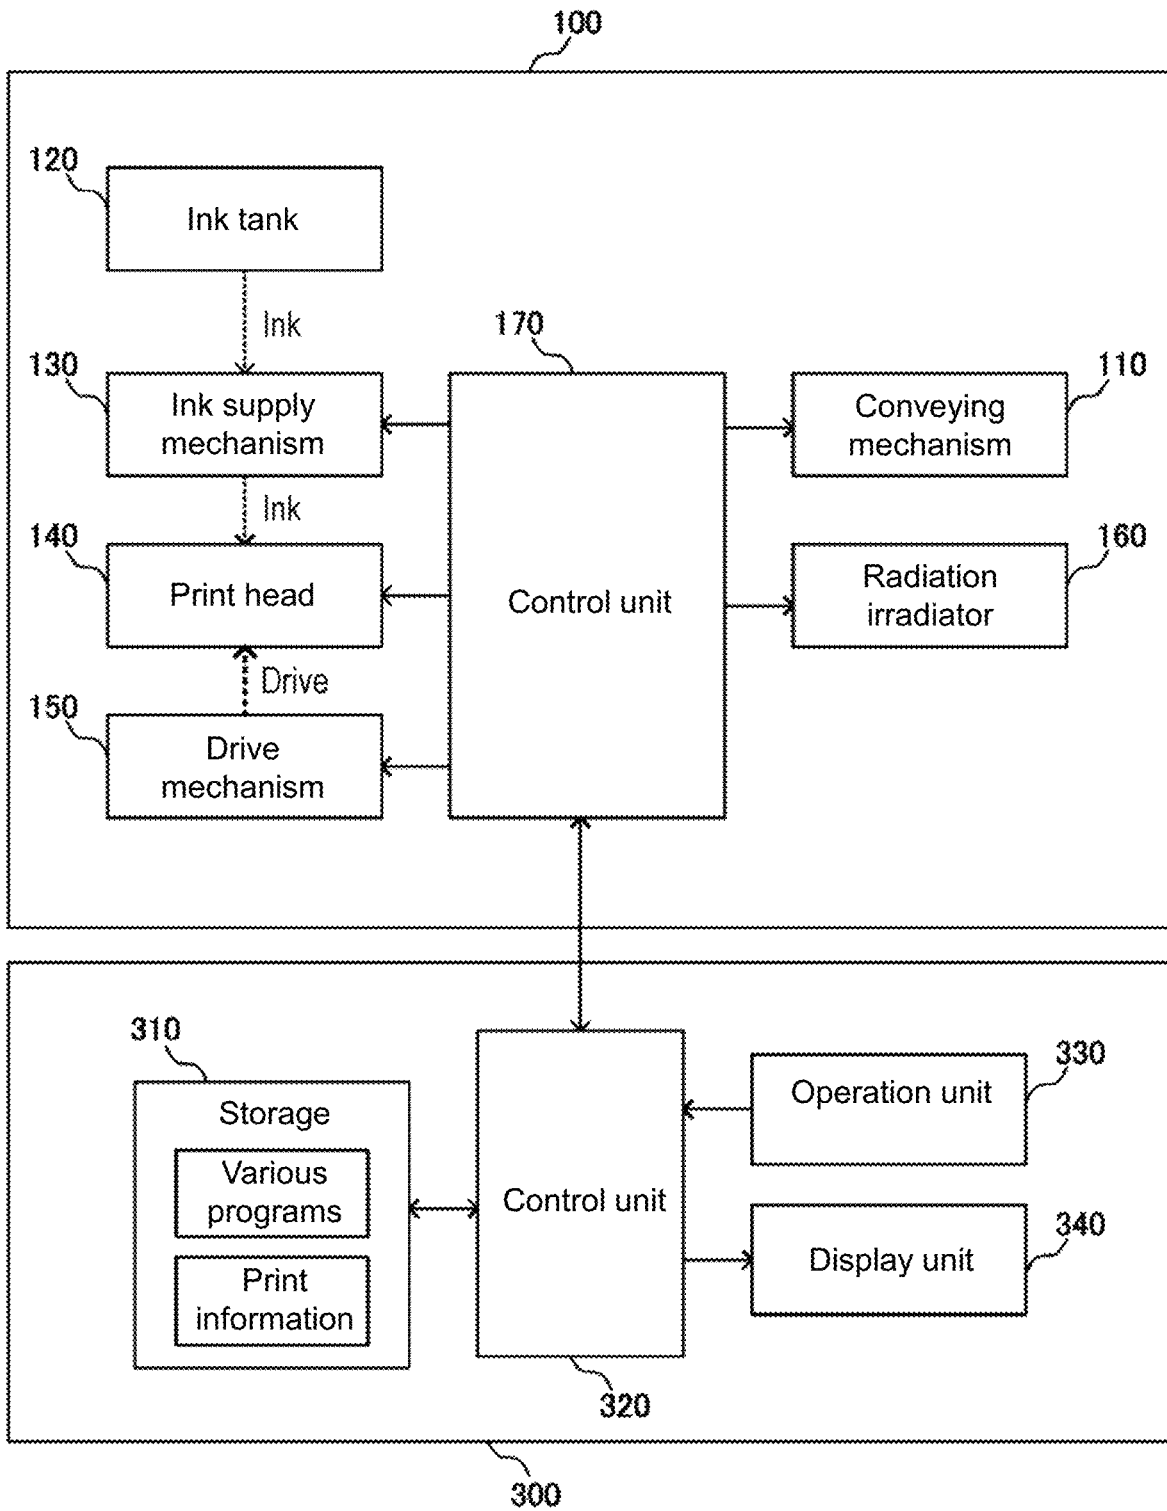 100
120
Ink tank
Ink
170
130
110
Ink supply
mechanism
Conveying
mechanism
Ink
140
160
Print head
Control unit
Radiation
irradiator
Drive
150
Drive
mechanism
310
330
Storage
Operation unit
Various
programs
Control unit
340
Display unit
Print
information
320
300